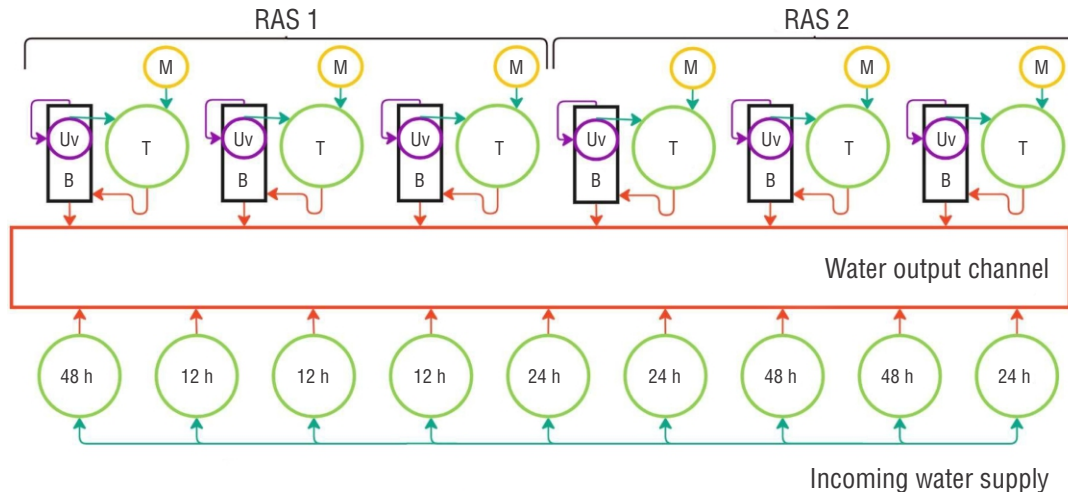 RAS 1 RAS 2
M M M M M M
Uv T Uv T Uv T Uv T Uv T Uv T
B B B B B B
Water output channel
48 h 12 h 12 h 12 h 24 h 24 h 48 h 48 h 24 h
Incoming water supply